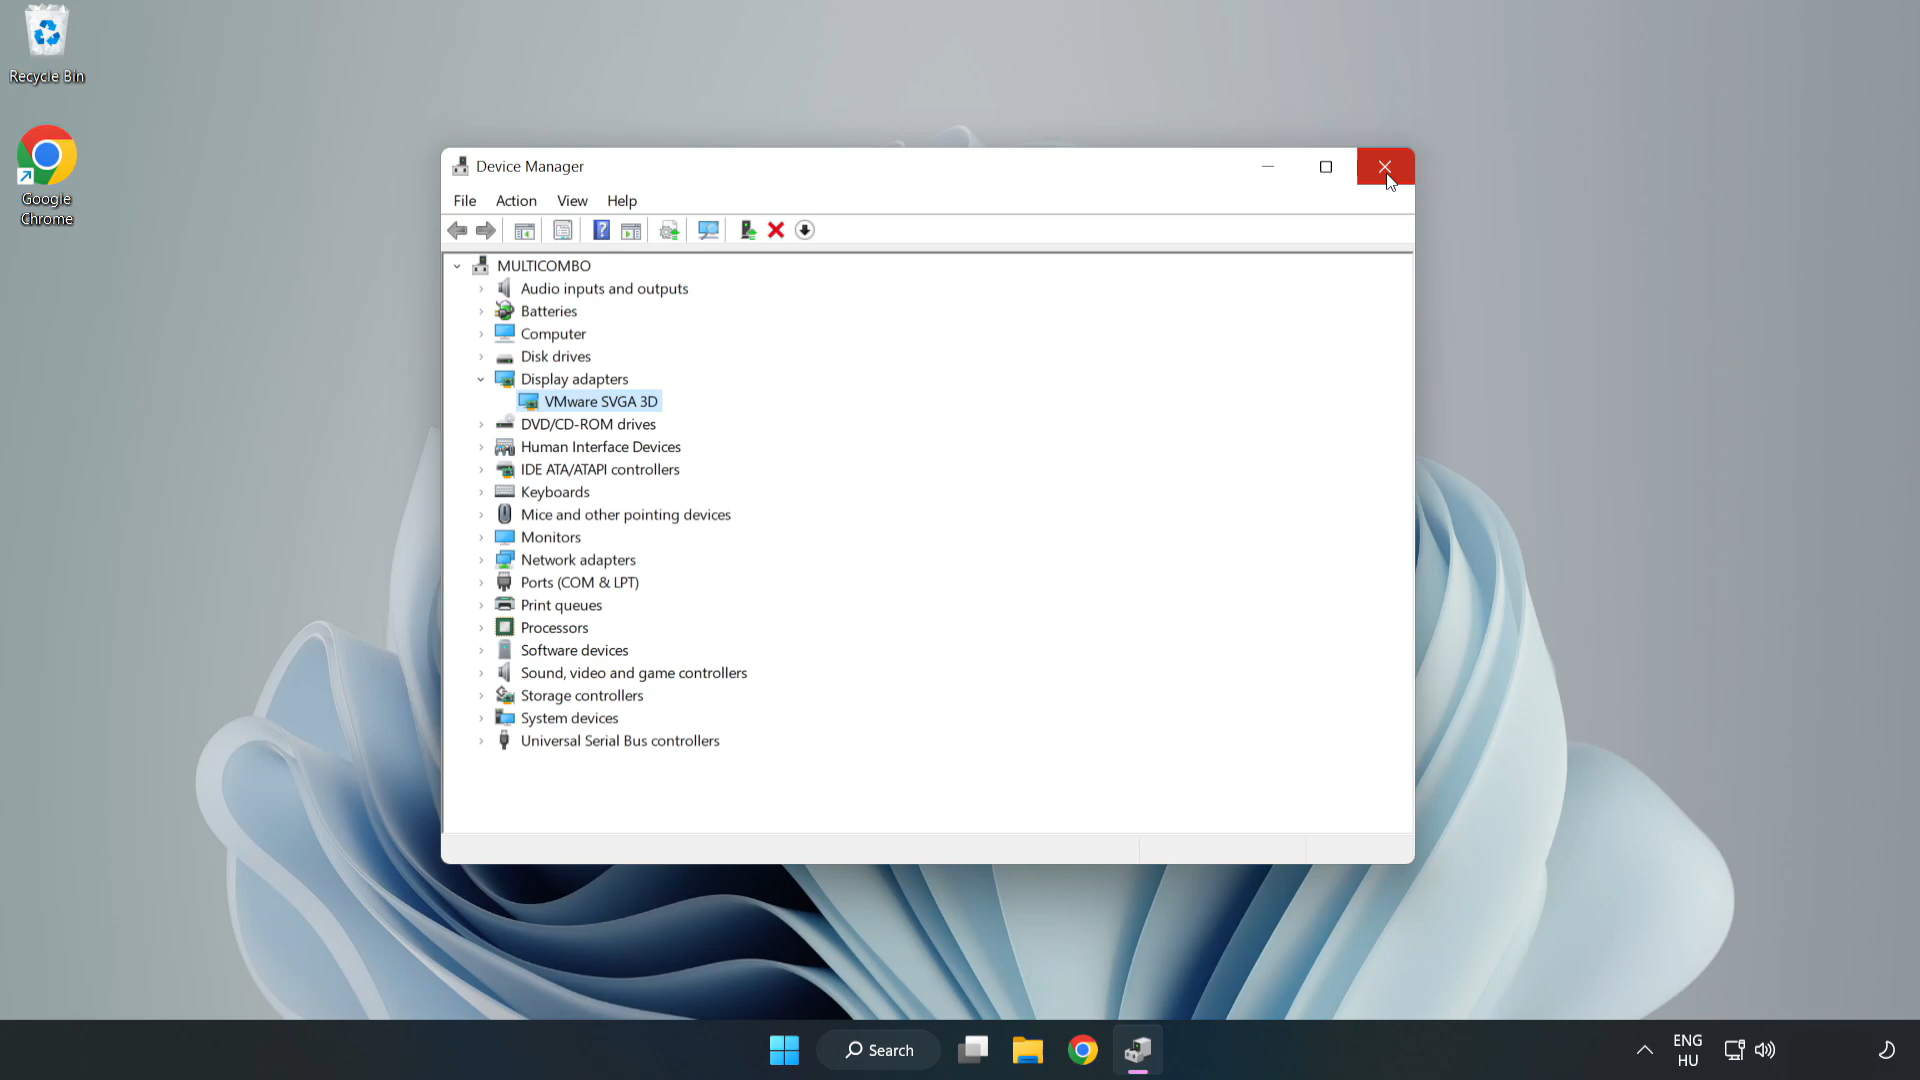 Recycle Bin
Google
Chrome
Device Manager
File Action View Help
MULTICOMBO
Audio inputs and outputs
Batteries
Computer
Disk drives
Display adapters
VMware SVGA 3D
DVD/CD-ROM drives
Human Interface Devices
IDE ATA/ATAPI controllers
Keyboards
Mice and other pointing devices
Monitors
Network adapters
Ports (COM & LPT)
Print queues
Processors
Software devices
Sound, video and game controllers
Storage controllers
System devices
Universal Serial Bus controllers
Search
ENG
HU